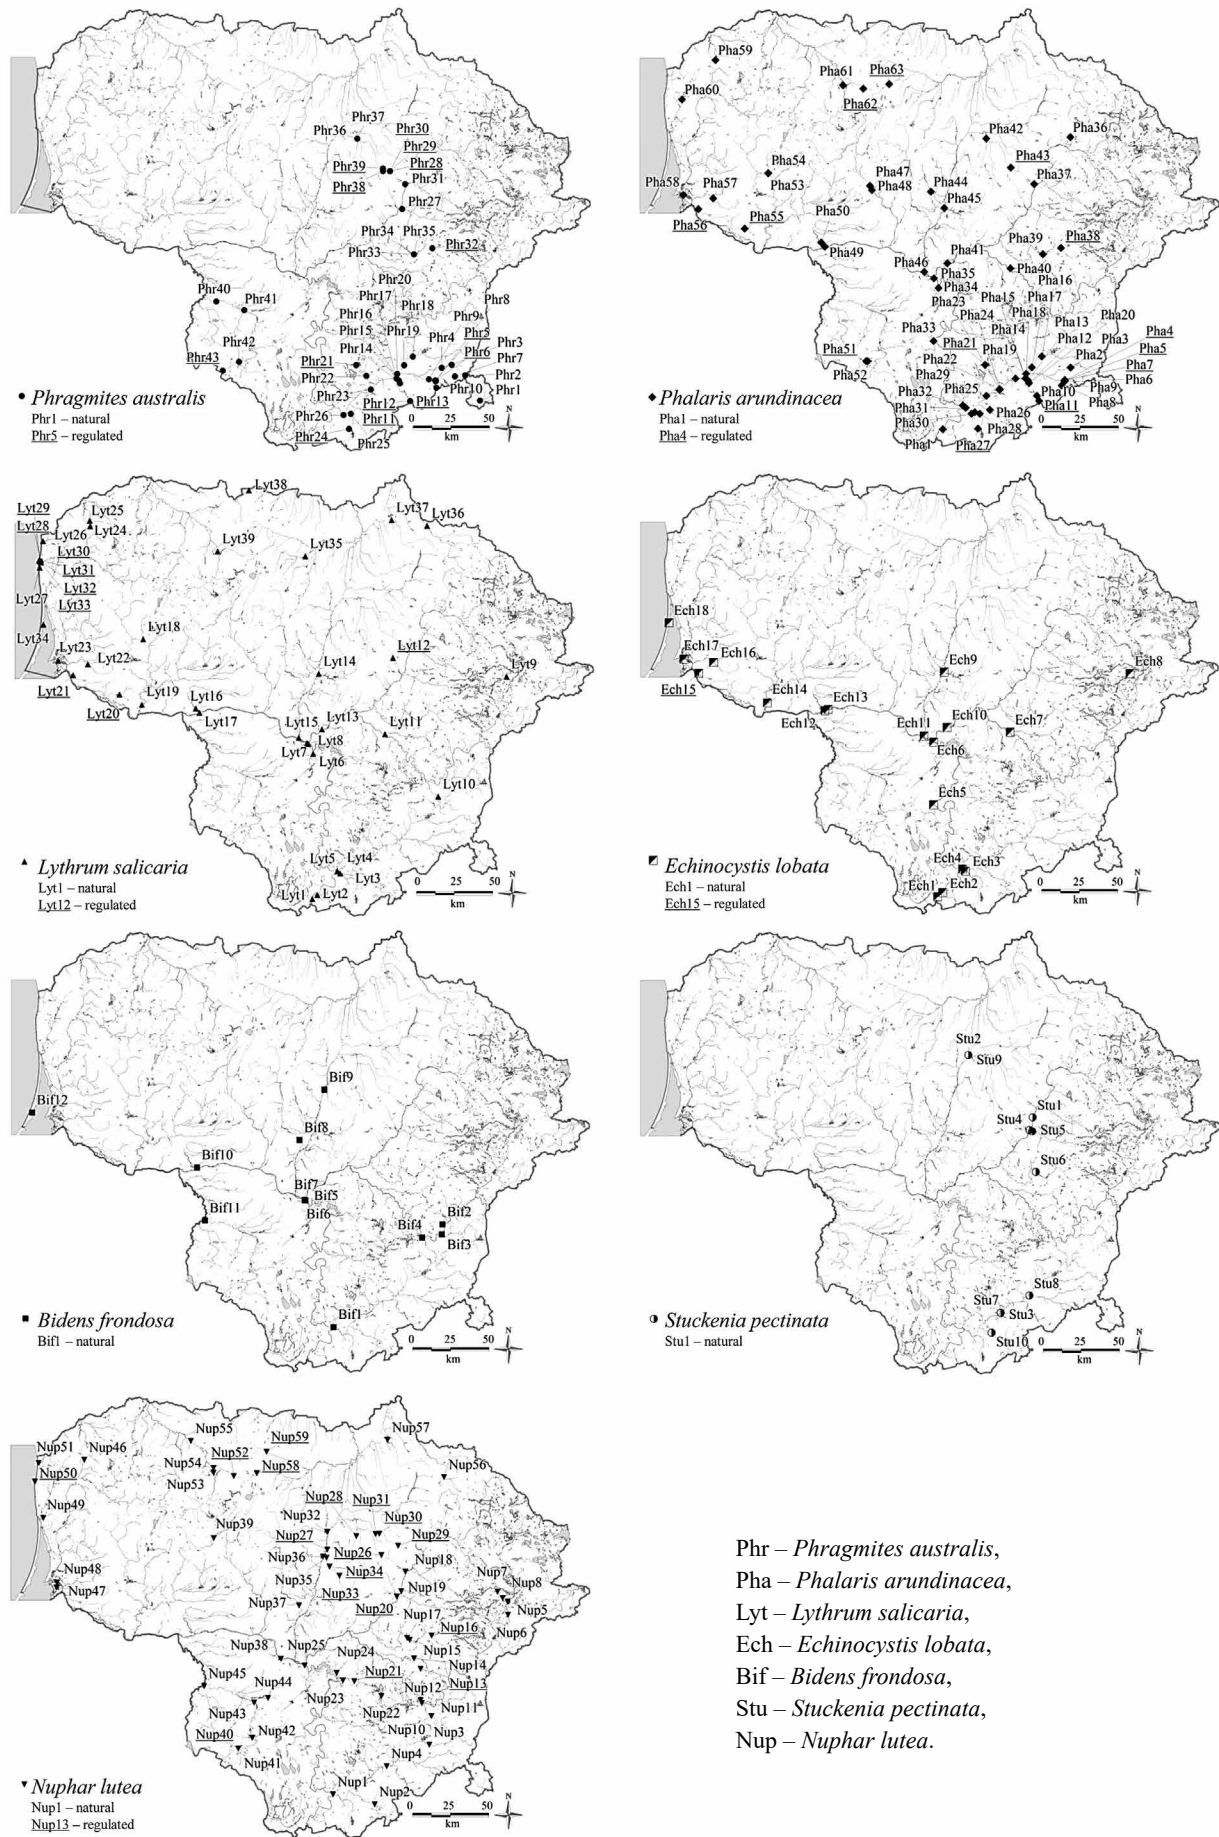 Phr37
Phr36
Phr30
Phr29
Phr39
Phr28
Phr38
Phr31
Phr27
Phr34
Phr35
Phr33
Phr32
Phr20
Phr40
Phr17
Phr8
Phr41
Phr16
Phr18
Phr9
Phr15
Phr19
Phr4
Phr5
Phr42
Phr14
Phr6
Phr3
Phr43
Phr21
Phr7
Phr22
Phr2
Phr23
Phr10
Phr1
Phragmites australis
Phr12
Phr13
Phr1 – natural
Phr26
Phr11
Phr5 – regulated
Phr24
Phr25
0 25 50
km
N
Pha59
Pha61
Pha63
Pha60
Pha62
Pha42
Pha36
Pha54
Pha43
Pha58
Pha57
Pha53
Pha47
Pha48
Pha44
Pha37
Pha56
Pha55
Pha50
Pha45
Pha49
Pha39
Pha38
Pha41
Pha46
Pha35
Pha40
Pha34
Pha16
Pha23
Pha15
Pha17
Pha24
Pha18
Pha13
Pha20
Pha33
Pha14
Pha12
Pha3
Pha4
Pha51
Pha21
Pha19
Pha2
Pha5
Pha52
Pha22
Pha7
Pha29
Pha6
Pha32
Pha25
Pha10
Pha9
Phalaris arundinacea
Pha31
Pha11
Pha8
Pha1 – natural
Pha30
Pha26
Pha4 – regulated
Pha1
Pha28
Pha27
0 25 50
km
N
Lyt38
Lyt29
Lyt25
Lyt37
Lyt36
Lyt28
Lyt24
Lyt26
Lyt39
Lyt35
Lyt30
Lyt31
Lyt32
Lyt27
Lyt33
Lyt34
Lyt18
Lyt23
Lyt12
Lyt22
Lyt14
Lyt9
Lyt21
Lyt19
Lyt16
Lyt20
Lyt17
Lyt15
Lyt13
Lyt11
Lyt8
Lyt7
Lyt6
Lyt10
Lyt5
Lyt4
Lythrum salicaria
Lyt3
Lyt1 – natural
Lyt1
Lyt2
Lyt12 – regulated
0 25 50
km
N
Ech18
Ech17
Ech16
Ech9
Ech8
Ech15
Ech14
Ech13
Ech12
Ech11
Ech10
Ech7
Ech6
Ech5
Ech4
Ech3
Echinocystis lobata
Ech1
Ech2
Ech1 – natural
Ech15 – regulated
0 25 50
km
N
Bif9
Bif12
Bif8
Bif10
Bif7
Bif5
Bif11
Bif6
Bif4
Bif2
Bif3
Bif1
Bidens frondosa
Bif1 – natural
0 25 50
km
N
Stu2
Stu9
Stu1
Stu4
Stu5
Stu6
Stu8
Stu7
Stu3
Stuckenia pectinata
Stu10
Stu1 – natural
0 25 50
km
N
Nup55
Nup59
Nup57
Nup51
Nup46
Nup52
Nup50
Nup54
Nup58
Nup56
Nup53
Nup28
Nup31
Nup49
Nup32
Nup30
Nup39
Nup27
Nup29
Nup36
Nup26
Nup18
Nup48
Nup34
Nup7
Nup8
Nup47
Nup35
Nup33
Nup19
Nup37
Nup20
Nup5
Nup17
Nup16
Nup6
Nup38
Nup25
Nup24
Nup15
Nup45
Nup21
Nup14
Nup44
Nup13
Nup43
Nup23
Nup12
Nup22
Nup11
Nup40
Nup42
Nup10
Nup3
Nup41
Nup4
Nuphar lutea
Nup1
Nup2
Nup1 – natural
Nup13 – regulated
0 25 50
km
N
Phr – Phragmites australis,
Pha – Phalaris arundinacea,
Lyt – Lythrum salicaria,
Ech – Echinocystis lobata,
Bif – Bidens frondosa,
Stu – Stuckenia pectinata,
Nup – Nuphar lutea.